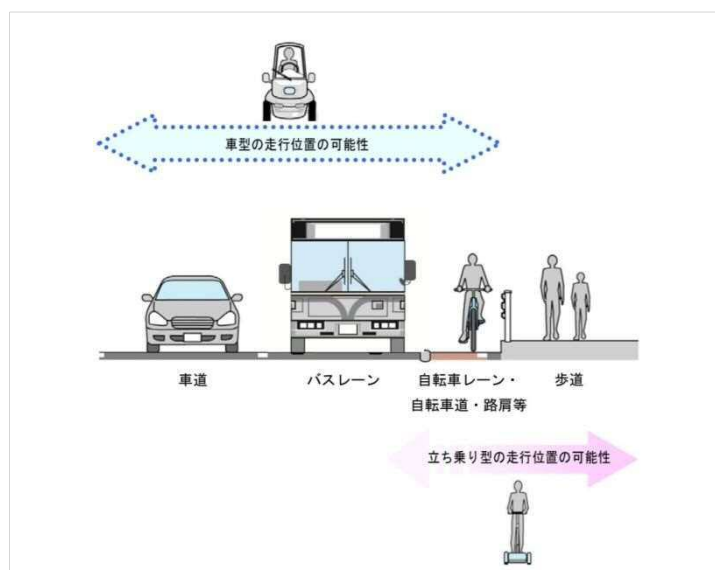 車型の走行位置の可能性
車道
バスレーン
自転車レーン・
自転車道・路肩等
歩道
立ち乗り型の走行位置の可能性